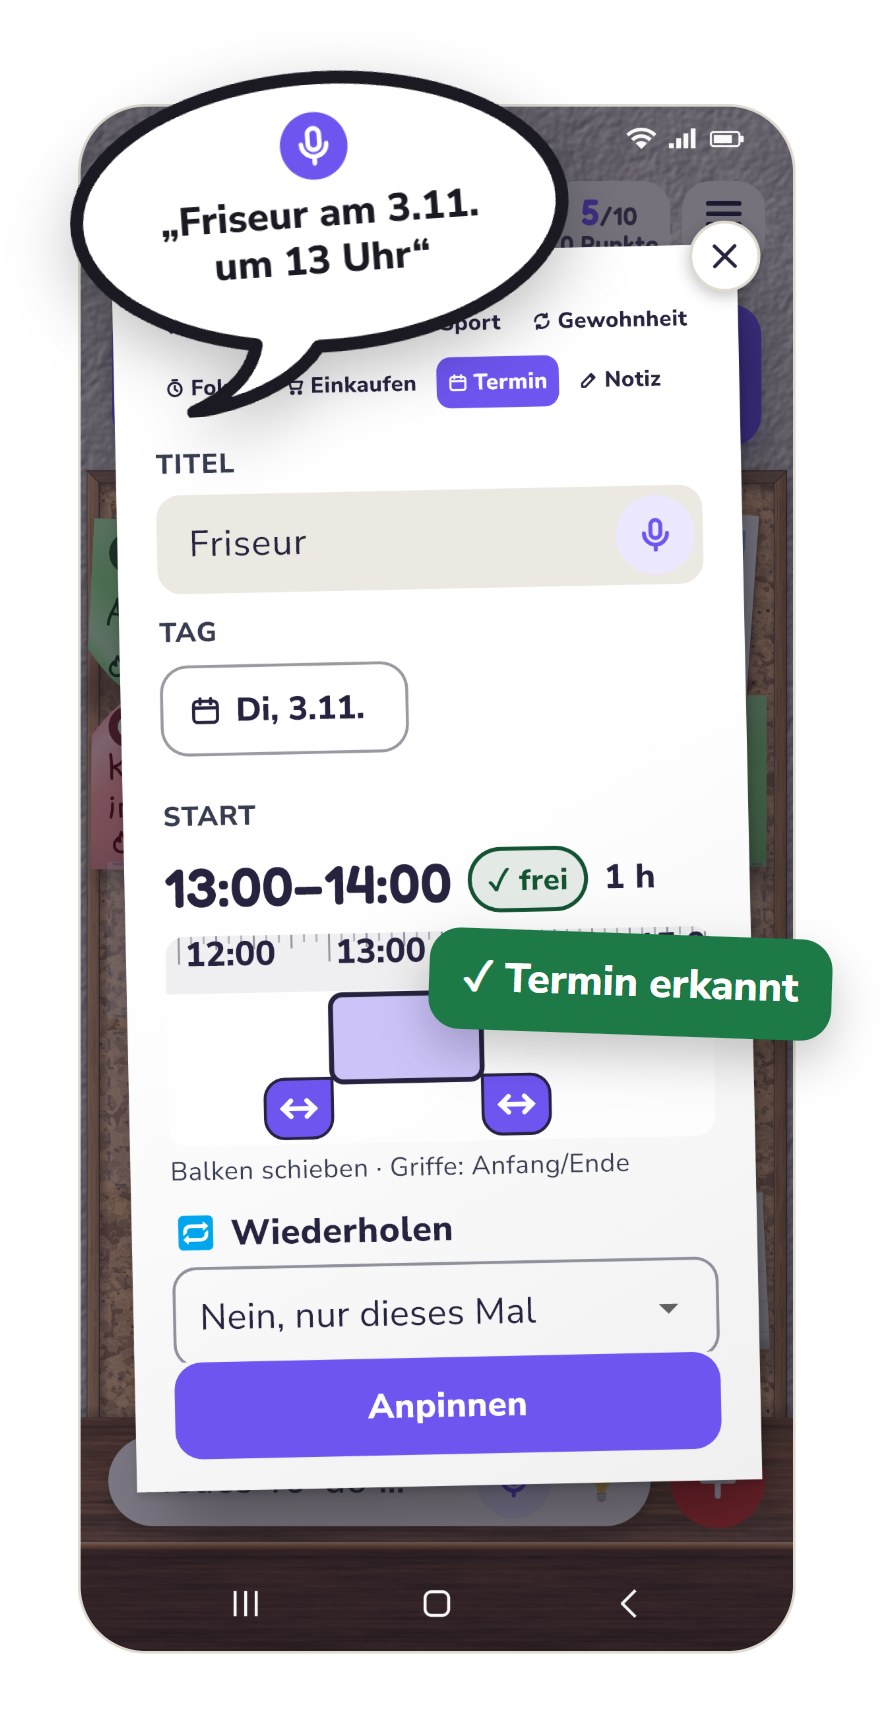 „Friseur am 3.11.
um 13 Uhr“
5/10
0 Punkte
Sport
Gewohnheit
Einkaufen
Termin
Notiz
TITEL
Friseur
TAG
Di, 3.11.
START
13:00–14:00
✓ frei
1 h
12:00
13:00
✓ Termin erkannt
Balken schieben · Griffe: Anfang/Ende
Wiederholen
Nein, nur dieses Mal
Anpinnen